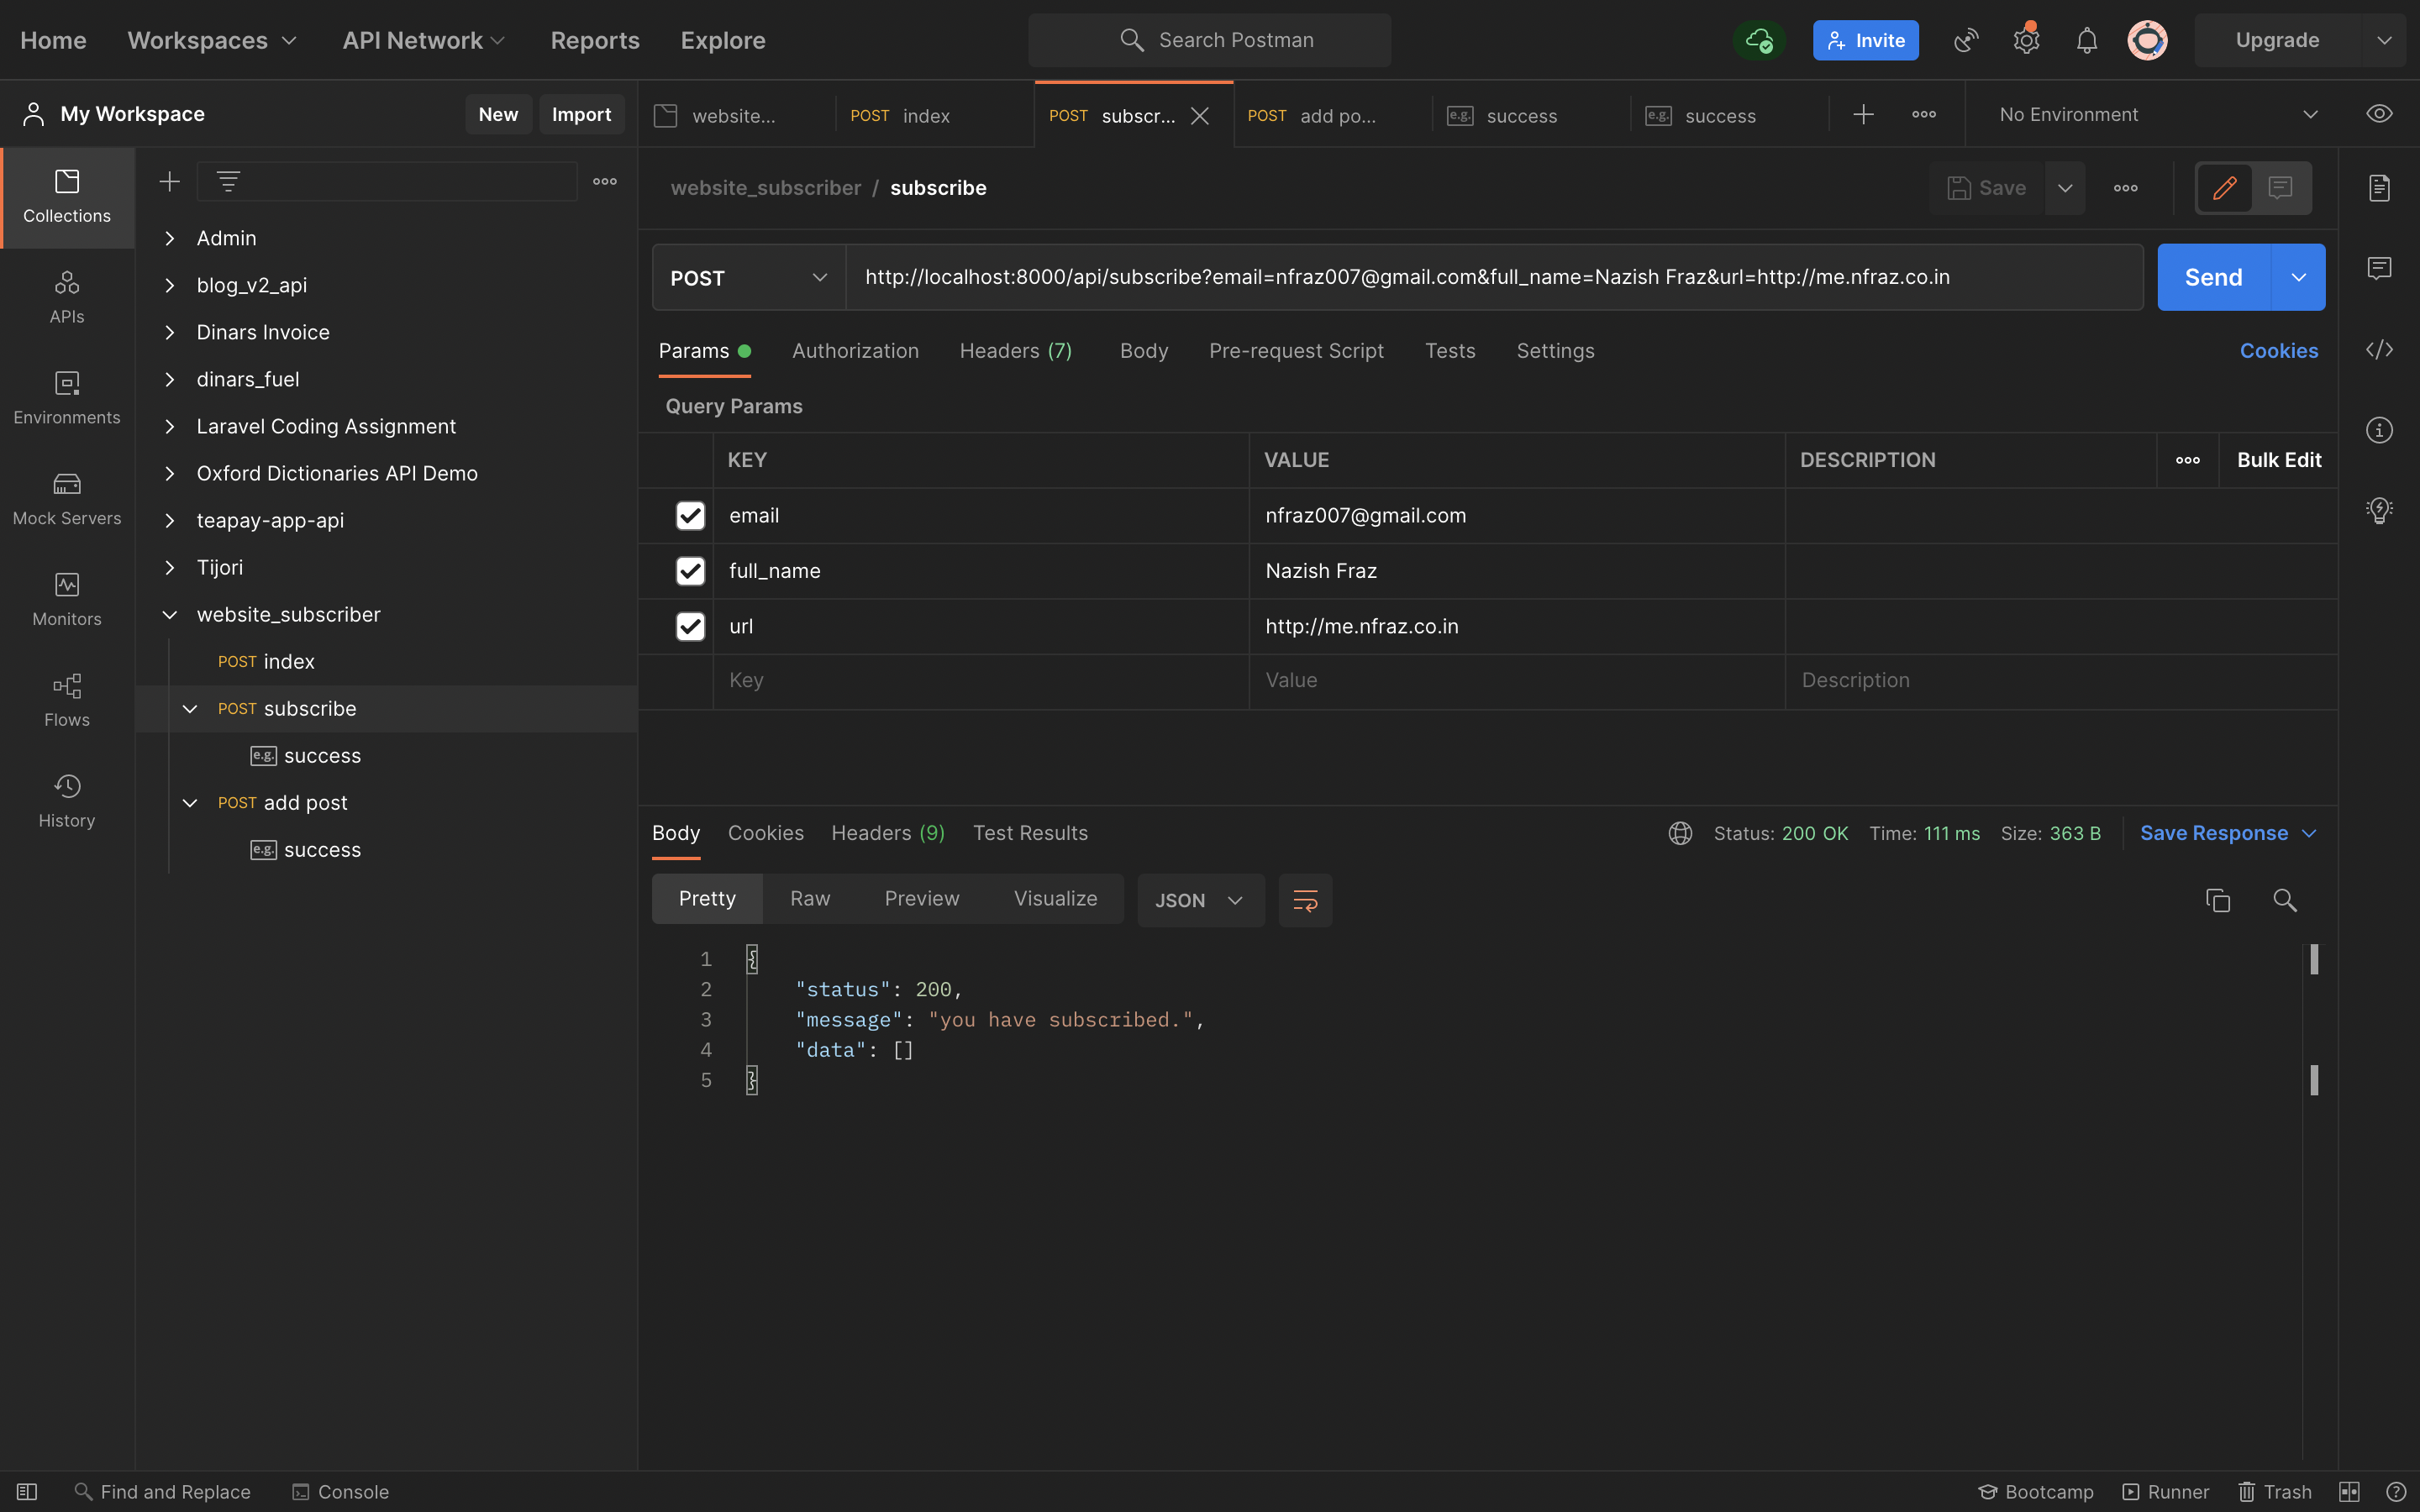 Home Workspaces API Network Reports Explore Search Postman Invite Upgrade
My Workspace New Import
website... POST index POST subscr... POST add po... e.g. success e.g. success No Environment
Collections
APIs
Environments
Mock Servers
Monitors
Flows
History
Admin
blog_v2_api
Dinars Invoice
dinars_fuel
Laravel Coding Assignment
Oxford Dictionaries API Demo
teapay-app-api
Tijori
website_subscriber
POST index
POST subscribe
e.g. success
POST add post
e.g. success
website_subscriber / subscribe Save
POST http://localhost:8000/api/subscribe?email=nfraz007@gmail.com&full_name=Nazish Fraz&url=http://me.nfraz.co.in Send
Params Authorization Headers (7) Body Pre-request Script Tests Settings Cookies
Query Params
KEY VALUE DESCRIPTION Bulk Edit
email nfraz007@gmail.com
full_name Nazish Fraz
url http://me.nfraz.co.in
Key Value Description
Body Cookies Headers (9) Test Results Status: 200 OK Time: 111 ms Size: 363 B Save Response
Pretty Raw Preview Visualize JSON
1 {
2 "status": 200,
3 "message": "you have subscribed.",
4 "data": []
5 }
Find and Replace Console Bootcamp Runner Trash